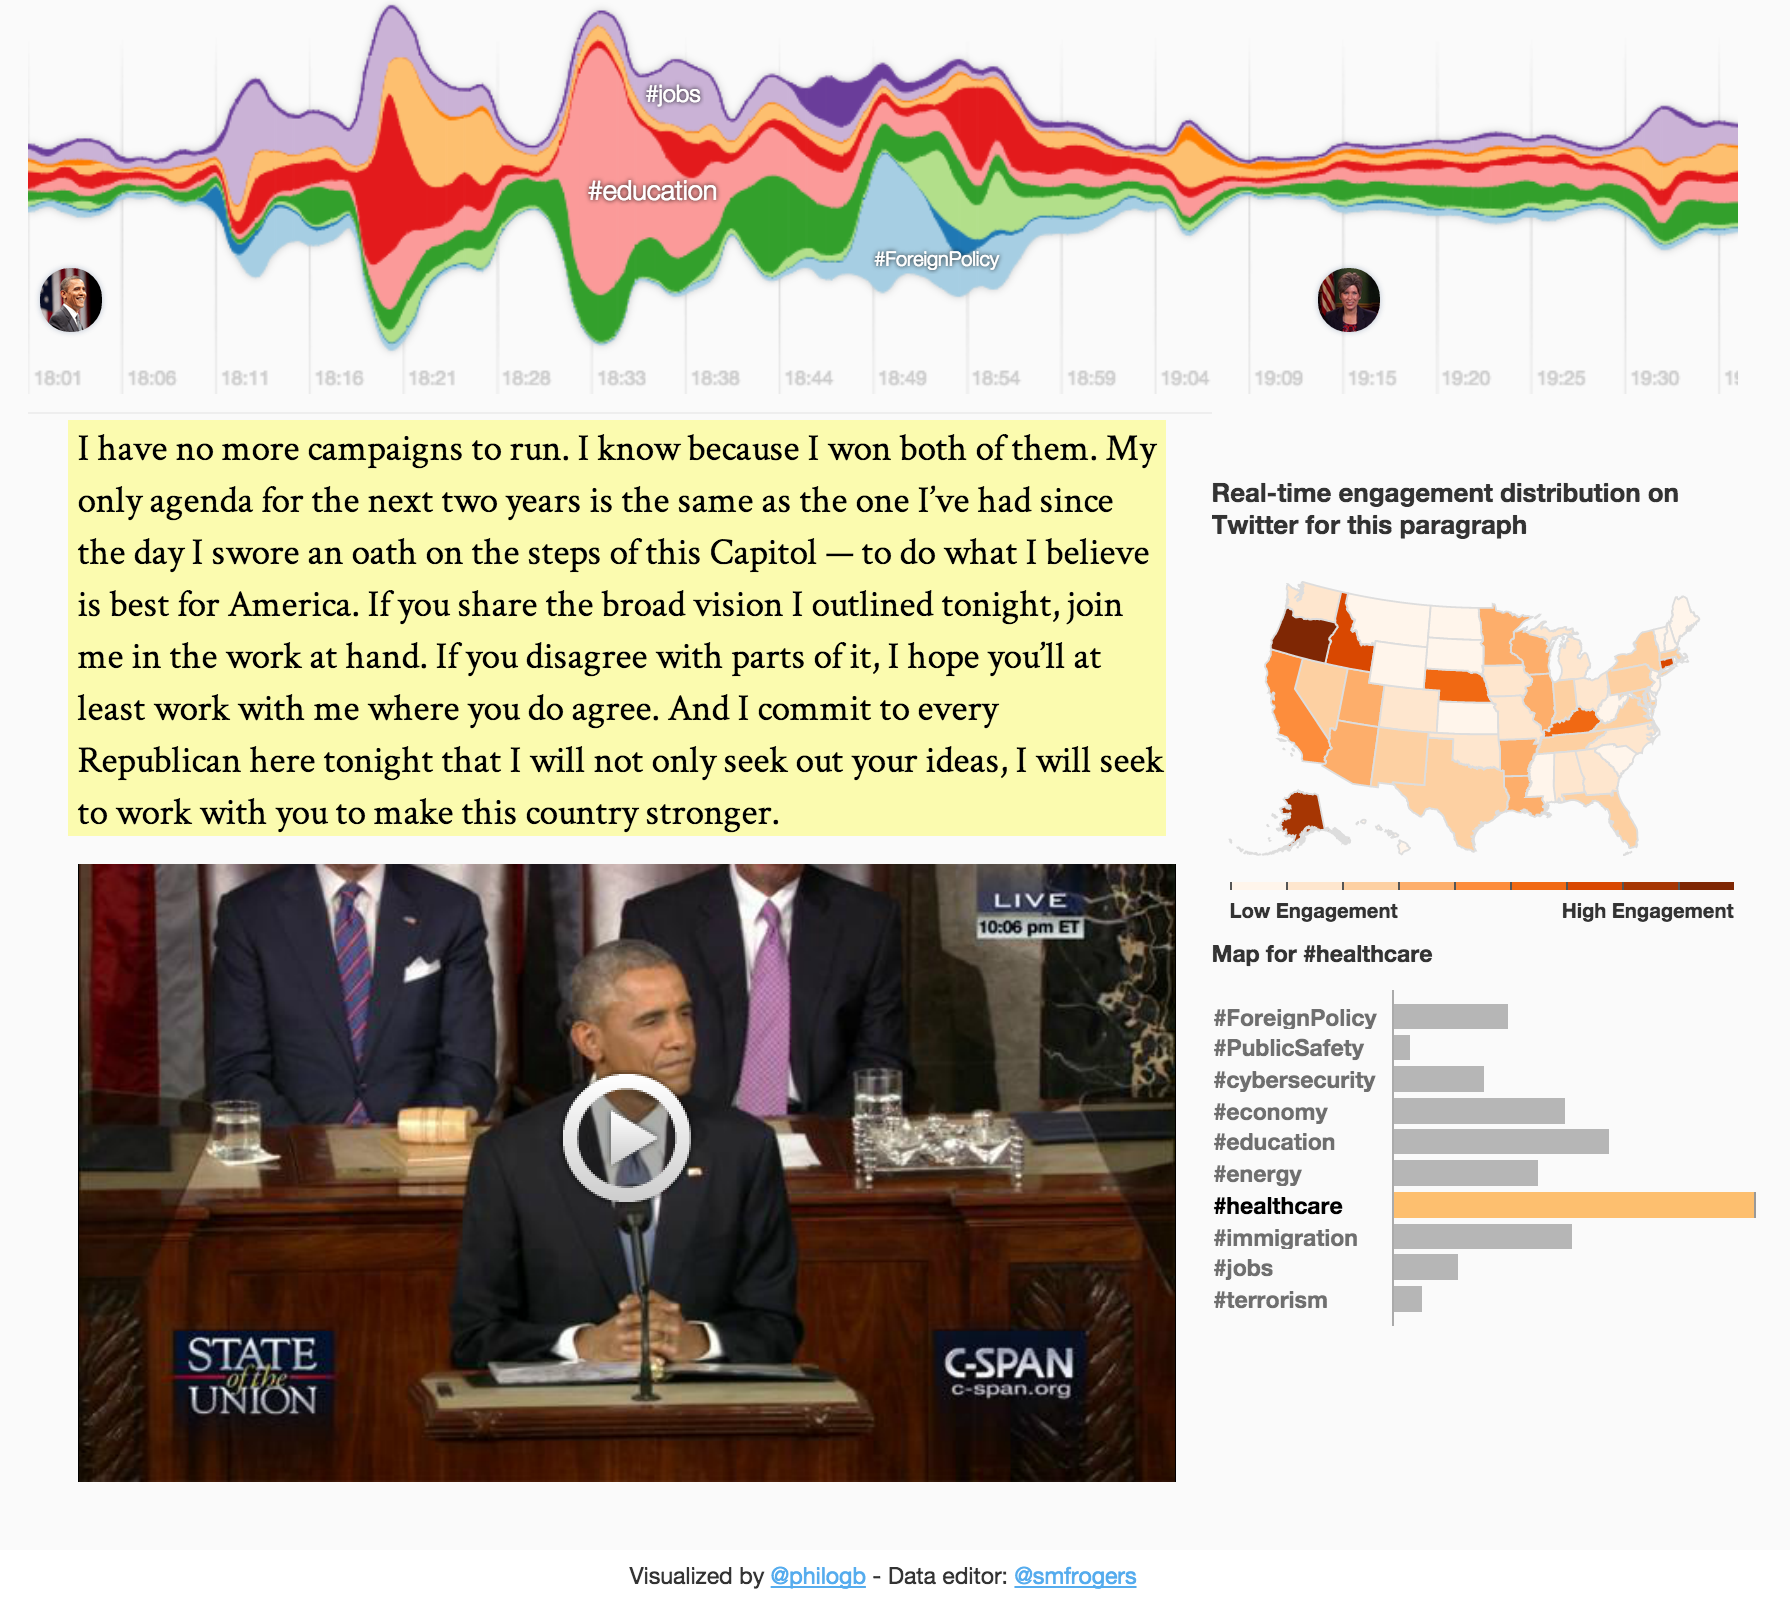 #jobs
#education
#ForeignPolicy
18:01 18:06 18:11 18:16 18:21 18:28 18:33 18:38 18:44 18:49 18:54 18:59 19:04 19:09 19:15 19:20 19:25 19:30
I have no more campaigns to run. I know because I won both of them. My
only agenda for the next two years is the same as the one I’ve had since
the day I swore an oath on the steps of this Capitol — to do what I believe
is best for America. If you share the broad vision I outlined tonight, join
me in the work at hand. If you disagree with parts of it, I hope you’ll at
least work with me where you do agree. And I commit to every
Republican here tonight that I will not only seek out your ideas, I will seek
to work with you to make this country stronger.
Real-time engagement distribution on
Twitter for this paragraph
Low Engagement High Engagement
Map for #healthcare
#ForeignPolicy
#PublicSafety
#cybersecurity
#economy
#education
#energy
#healthcare
#immigration
#jobs
#terrorism
LIVE
10:06 pm ET
STATE
of the
UNION
C-SPAN
c-span.org
Visualized by @philogb - Data editor: @smfrogers